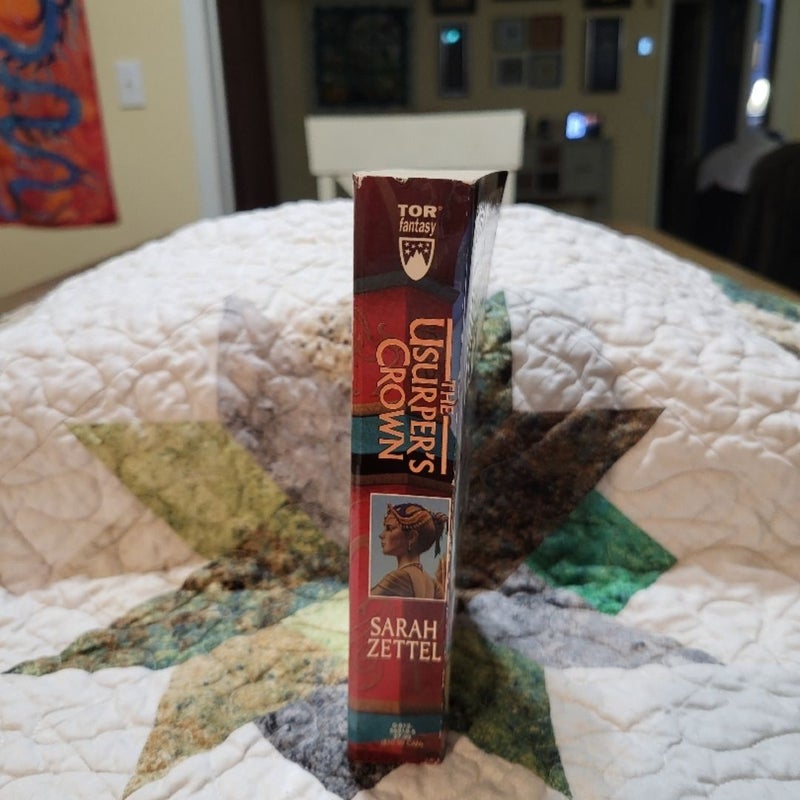 TOR®
fantasy
THE
USURPER'S
CROWN
SARAH
ZETTEL